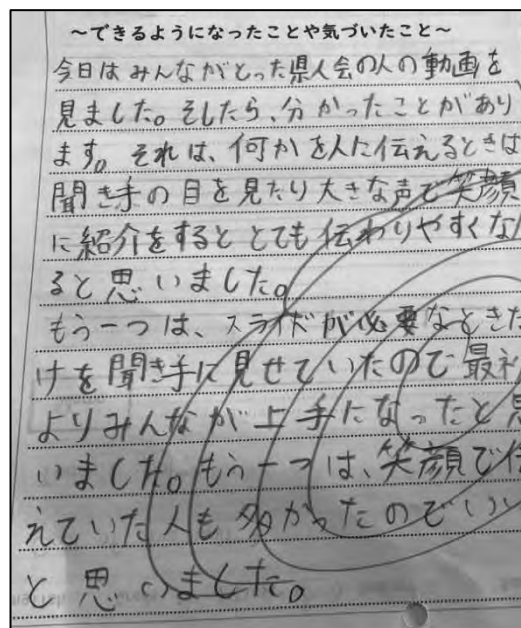 ～できるようになったことや気づいたこと～
今日はみんながとった県人会の人の動画を
見ました。そしたら、分かったことがあり
ます。それは、何かを人に伝えるときは
聞き手の目を見たり大きな声で笑顔
に紹介をするととても伝わりやすくな
ると思いました。
もう一つは、スライドが必要なときだ
けを聞き手に見せていたので最初
よりみんなが上手になったと思
いました。もう一つは、笑顔で伝
えていた人も多かったのでいい
と思いました。